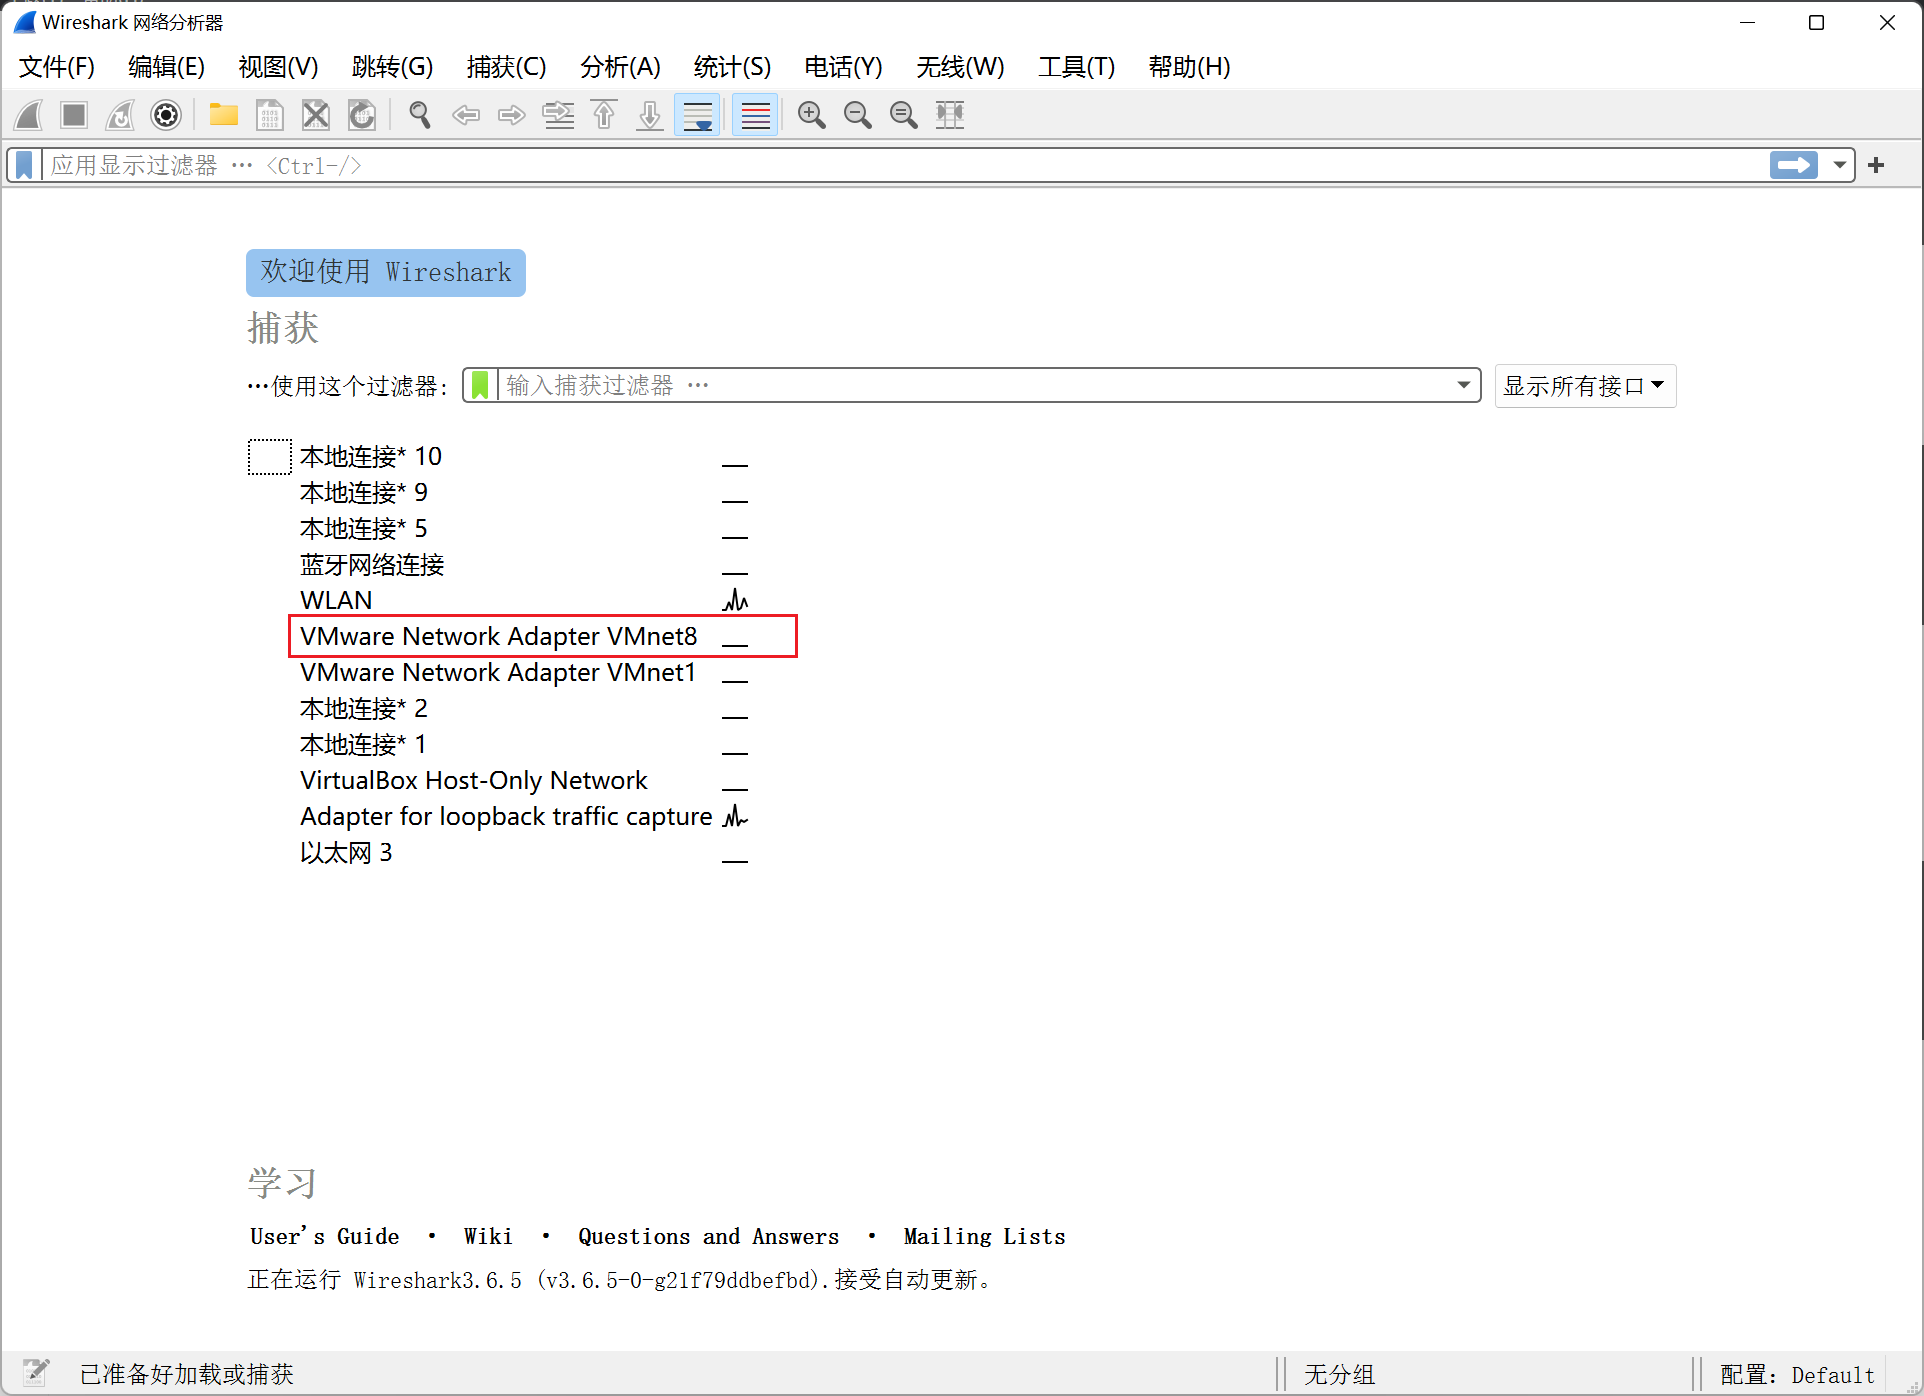 Wireshark 网络分析器
文件(F) 编辑(E) 视图(V) 跳转(G) 捕获(C) 分析(A) 统计(S) 电话(Y) 无线(W) 工具(T) 帮助(H)
应用显示过滤器 … <Ctrl-/>
欢迎使用 Wireshark
捕获
…使用这个过滤器: 输入捕获过滤器 … 显示所有接口
本地连接* 10
本地连接* 9
本地连接* 5
蓝牙网络连接
WLAN
VMware Network Adapter VMnet8
VMware Network Adapter VMnet1
本地连接* 2
本地连接* 1
VirtualBox Host-Only Network
Adapter for loopback traffic capture
以太网 3
学习
User's Guide · Wiki · Questions and Answers · Mailing Lists
正在运行 Wireshark3.6.5 (v3.6.5-0-g21f79ddbefbd).接受自动更新。
已准备好加载或捕获 无分组 配置: Default